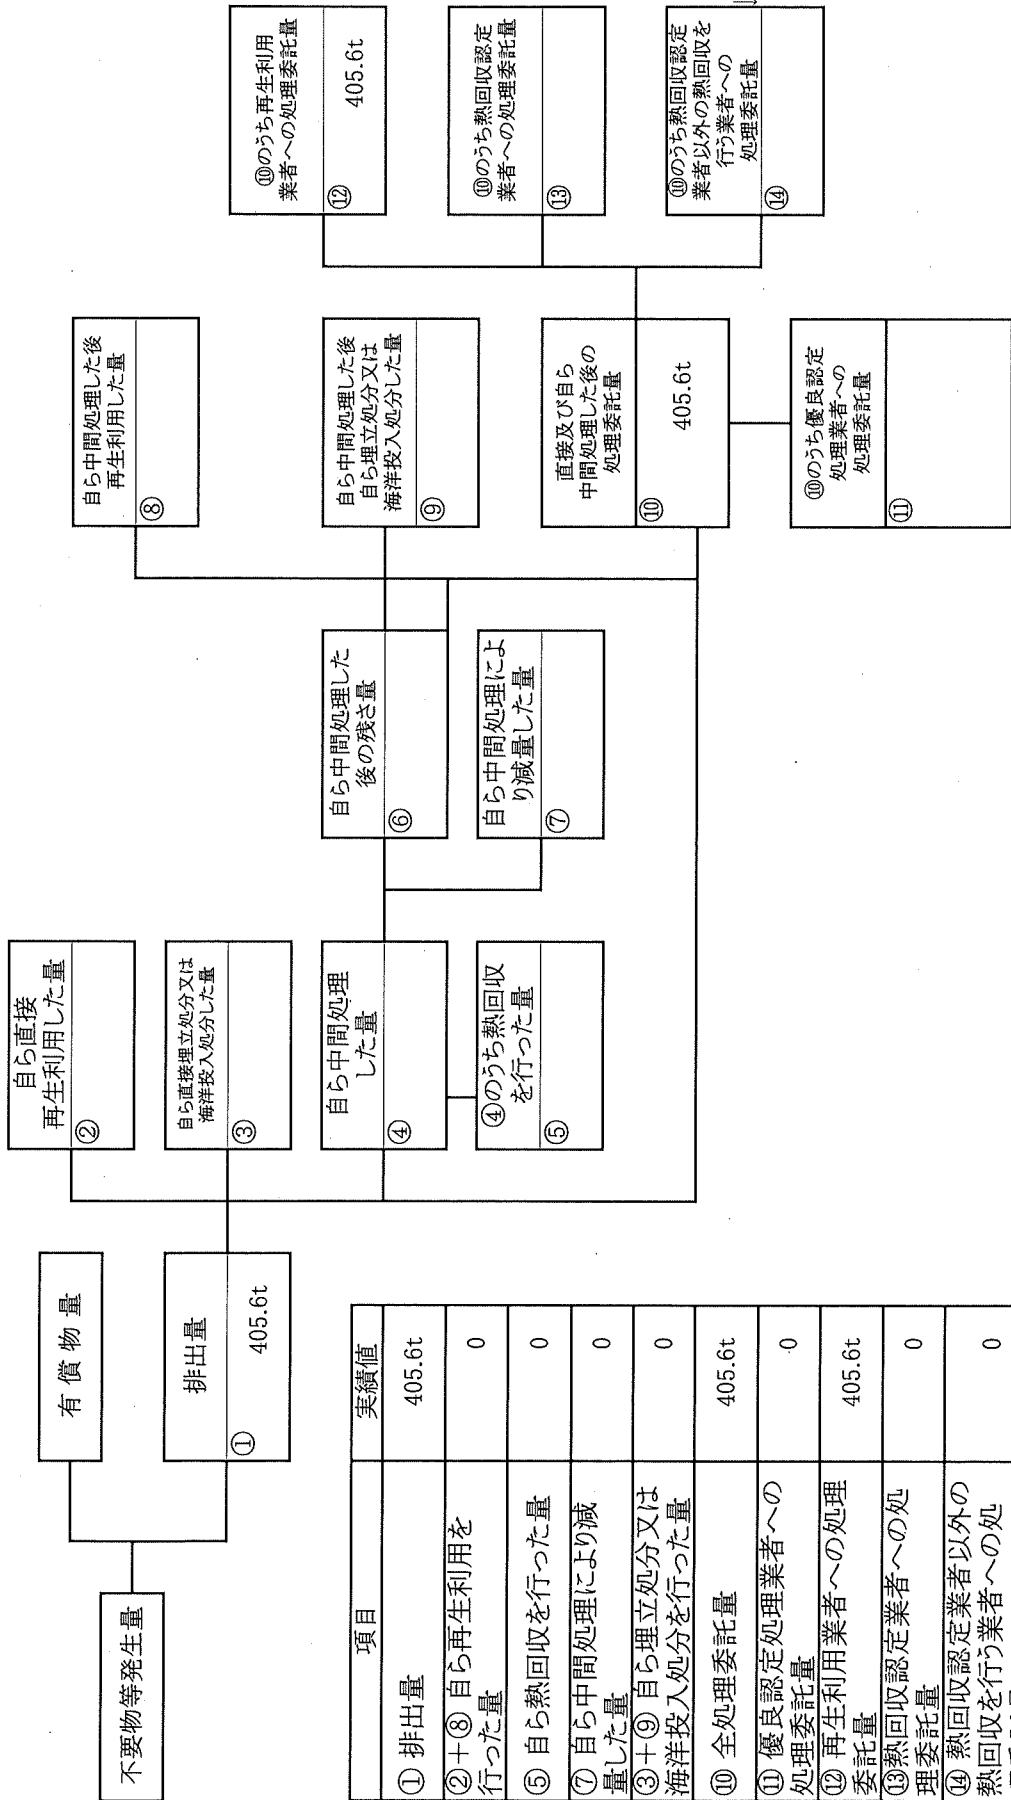 不要物等発生量
有償物量
排出量
①
405.6t
自ら直接
再生利用した量
②
自ら直接埋立処分又は
海洋投入処分した量
③
自ら中間処理
した量
④
④のうち熱回収
を行った量
⑤
自ら中間処理した
後の残さ量
⑥
自ら中間処理によ
り減量した量
⑦
自ら中間処理した後
再生利用した量
⑧
自ら中間処理した後
自ら埋立処分又は
海洋投入処分した量
⑨
直接及び自ら
中間処理した後の
処理委託量
⑩
405.6t
⑩のうち優良認定
処理業者への
処理委託量
⑪
⑩のうち再生利用
業者への処理委託量
⑫
405.6t
⑩のうち熱回収認定
業者への処理委託量
⑬
⑩のうち熱回収認定
業者以外の熱回収を
行う業者への
処理委託量
⑭
項目 実績値
①排出量 405.6t
②+⑧ 自ら再生利用を
行った量 0
⑤ 自ら熱回収を行った量 0
⑦ 自ら中間処理により減
量した量 0
③+⑨ 自ら埋立処分又は
海洋投入処分を行った量 0
⑩ 全処理委託量 405.6t
⑪ 優良認定処理業者への
処理委託量 0
⑫ 再生利用業者への処理
委託量 405.6t
⑬熱回収認定業者への処
理委託量 0
⑭ 熱回収認定業者以外の
熱回収を行う業者への処 0